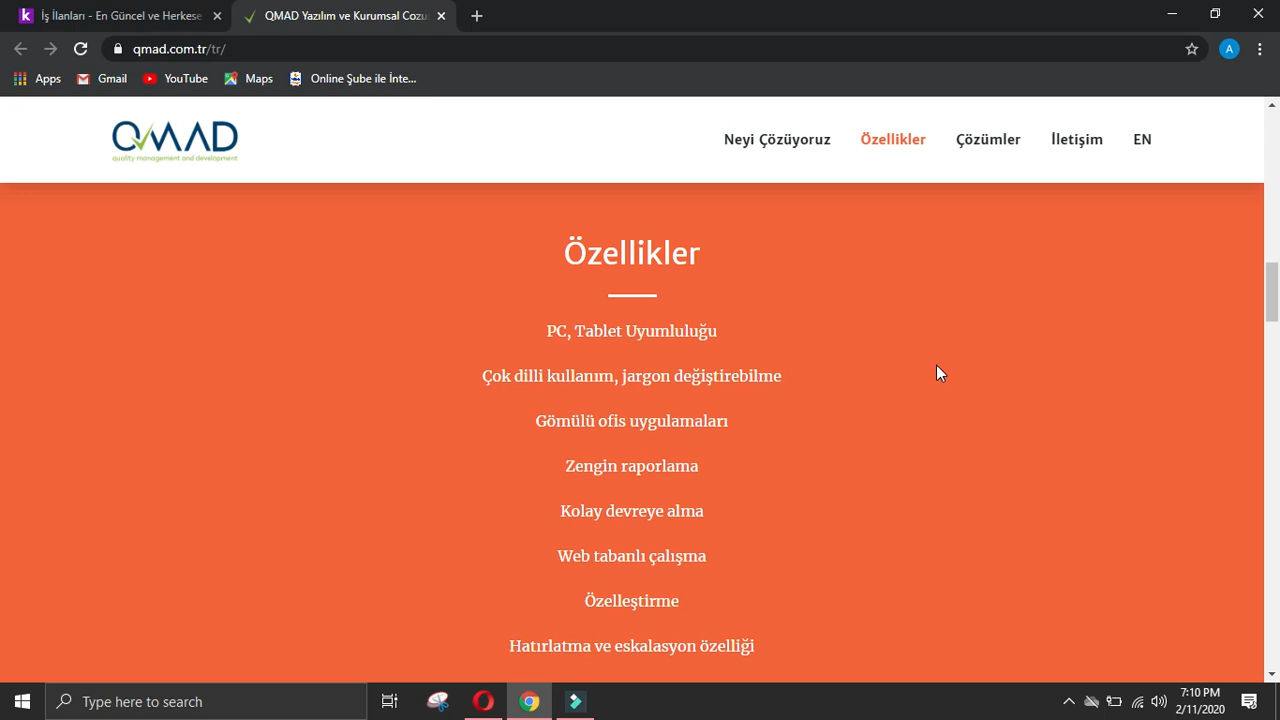 İş İlanları - En Güncel ve Herkese
QMAD Yazılım ve Kurumsal Cozu
qmad.com.tr/tr/
A
Apps
Gmail
YouTube
Maps
Online Şube ile İnte...
QMAD
quality management and development
Neyi Çözüyoruz
Özellikler
Çözümler
İletişim
EN
Özellikler
PC, Tablet Uyumluluğu
Çok dilli kullanım, jargon değiştirebilme
Gömülü ofis uygulamaları
Zengin raporlama
Kolay devreye alma
Web tabanlı çalışma
Özelleştirme
Hatırlatma ve eskalasyon özelliği
Type here to search
7:10 PM
2/11/2020